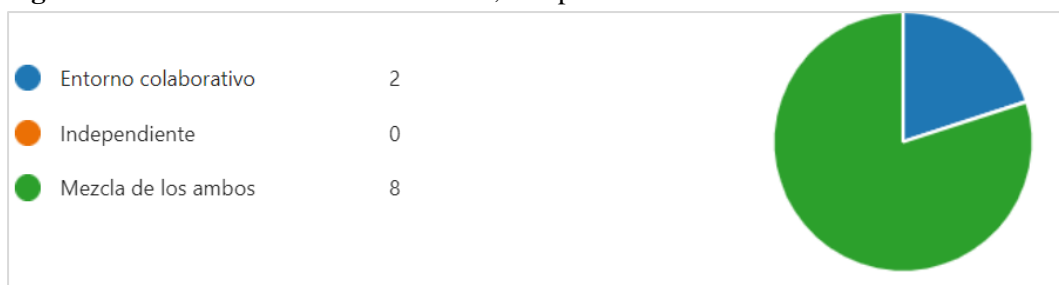 Entorno colaborativo 2
Independiente 0
Mezcla de los ambos 8